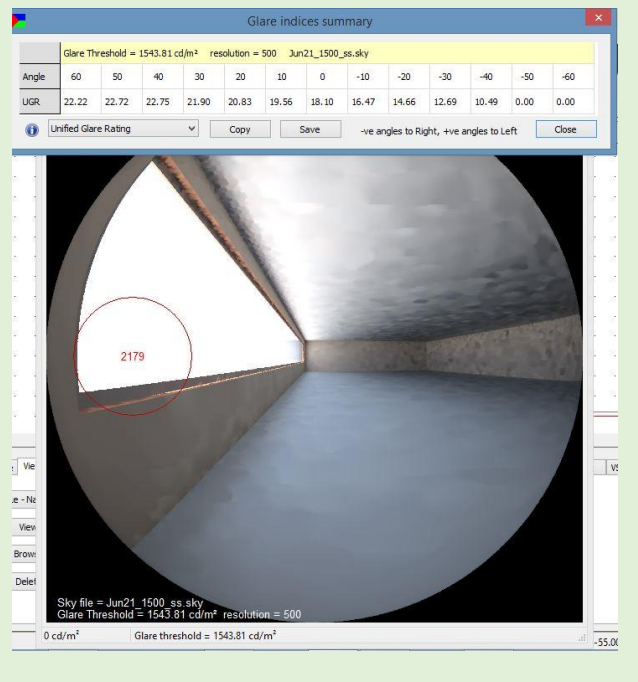 Glare indices summary
Glare Threshold = 1543.81 cd/m² resolution = 500 Jun21_1500_ss.sky
Angle 60 50 40 30 20 10 0 -10 -20 -30 -40 -50 -60
UGR 22.22 22.72 22.75 21.90 20.83 19.56 18.10 16.47 14.66 12.69 10.49 0.00 0.00
Unified Glare Rating Copy Save -ve angles to Right, +ve angles to Left Close
2179
Vie
e - Na
View
Brows
Delet
Sky file = Jun21_1500_ss.sky
Glare Threshold = 1543.81 cd/m² resolution = 500
0 cd/m² Glare threshold = 1543.81 cd/m²
-55.00